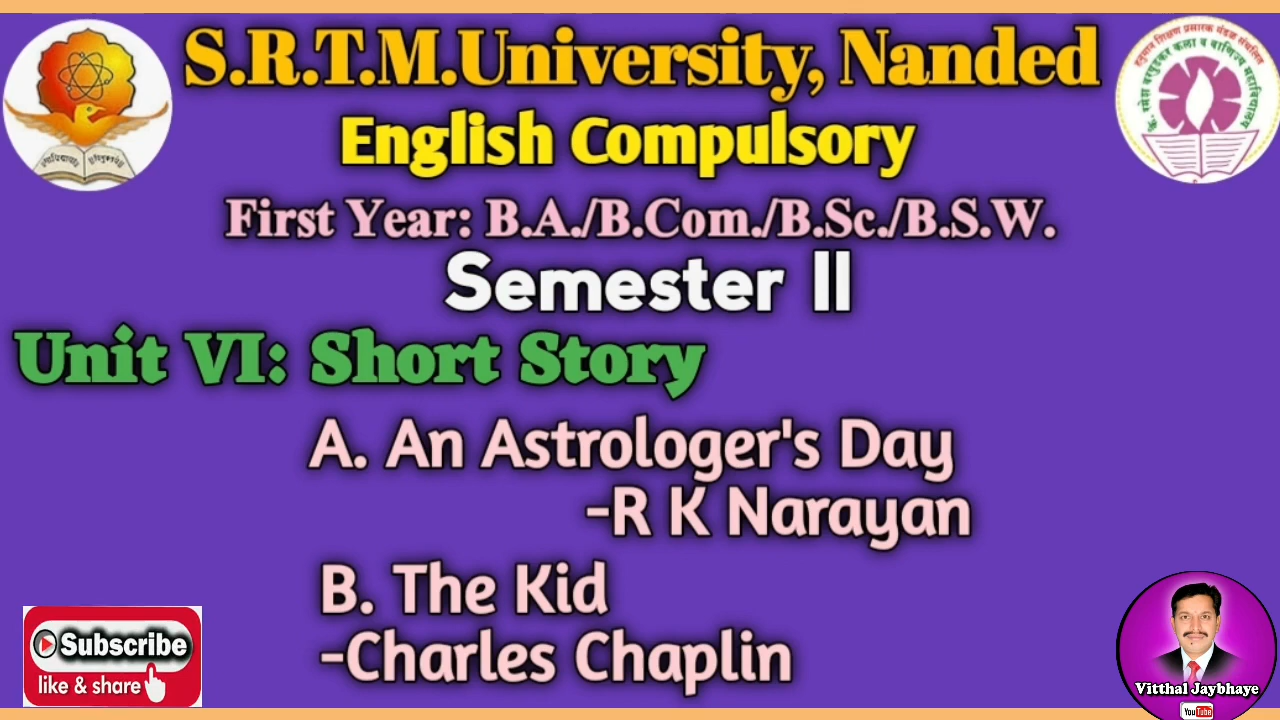 S.R.T.M.University, Nanded
English Compulsory
First Year: B.A./B.Com./B.Sc./B.S.W.
Semester II
Unit VI: Short Story
A. An Astrologer's Day
-R K Narayan
B. The Kid
-Charles Chaplin
Subscribe
like & share
Vitthal Jaybhaye
YouTube